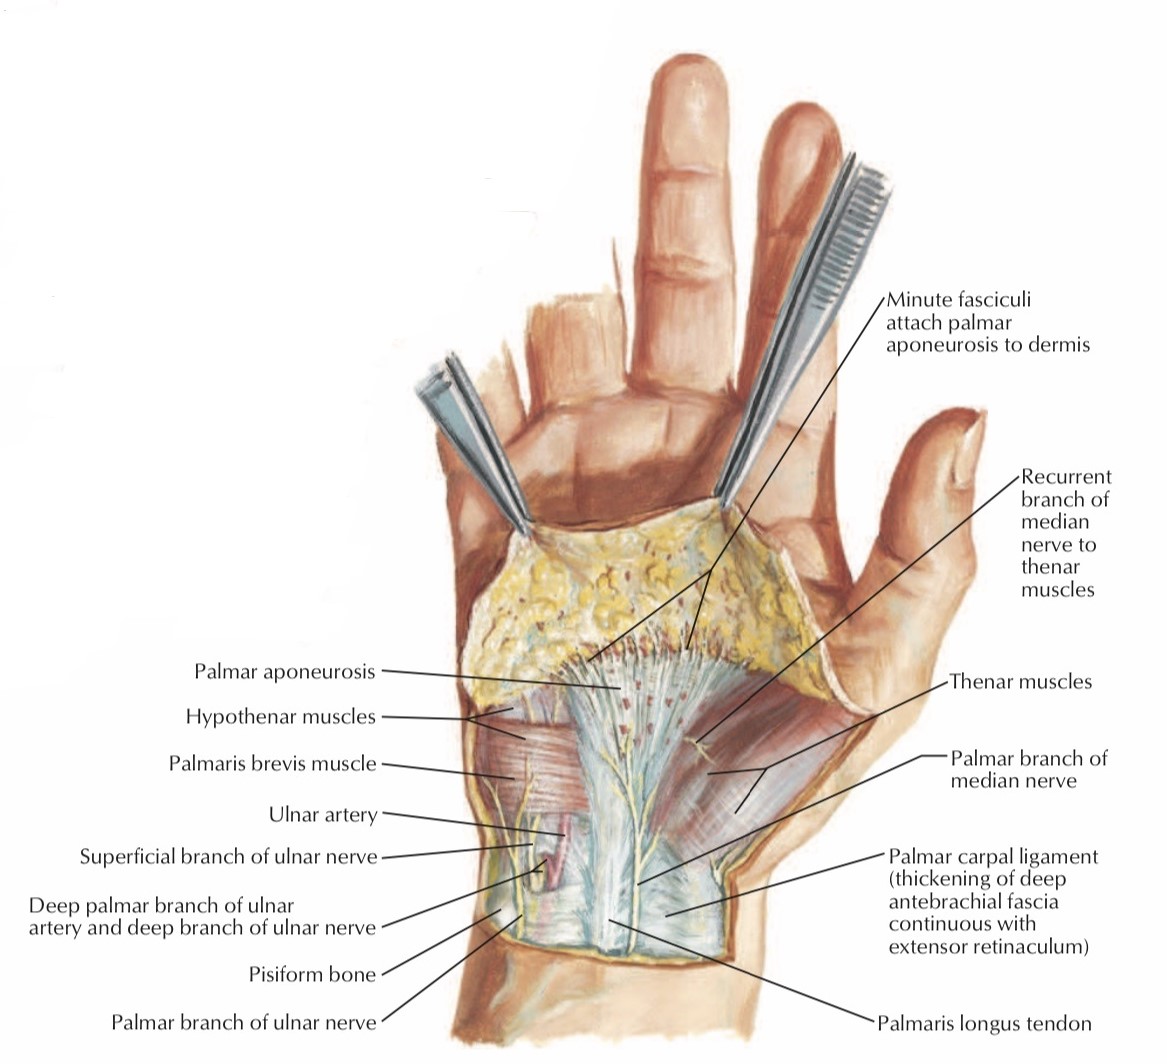 Minute fasciculi
attach palmar
aponeurosis to dermis
Recurrent
branch of
median
nerve to
thenar
muscles
Palmar aponeurosis
Thenar muscles
Hypothenar muscles
Palmaris brevis muscle
Palmar branch of
median nerve
Ulnar artery
Superficial branch of ulnar nerve
Palmar carpal ligament
(thickening of deep
antebrachial fascia
continuous with
extensor retinaculum)
Deep palmar branch of ulnar
artery and deep branch of ulnar nerve
Pisiform bone
Palmar branch of ulnar nerve
Palmaris longus tendon